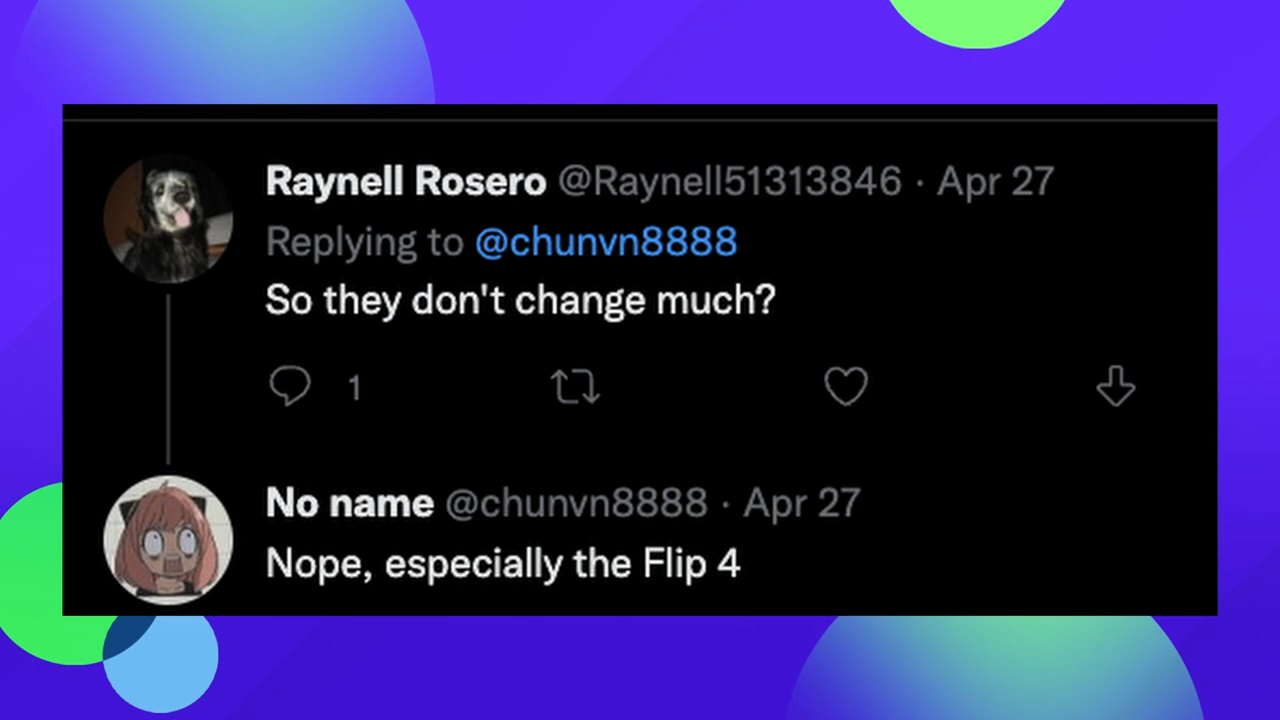 Raynell Rosero @Raynell51313846 · Apr 27
Replying to @chunvn8888
So they don't change much?
1
No name @chunvn8888 · Apr 27
Nope, especially the Flip 4